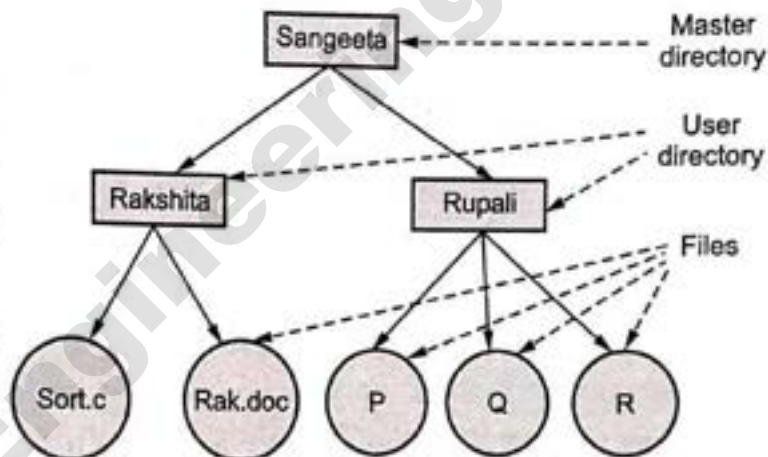 Sangeeta
Master
directory
User
directory
Rakshita
Rupali
Files
Sort.c
Rak.doc
P
Q
R